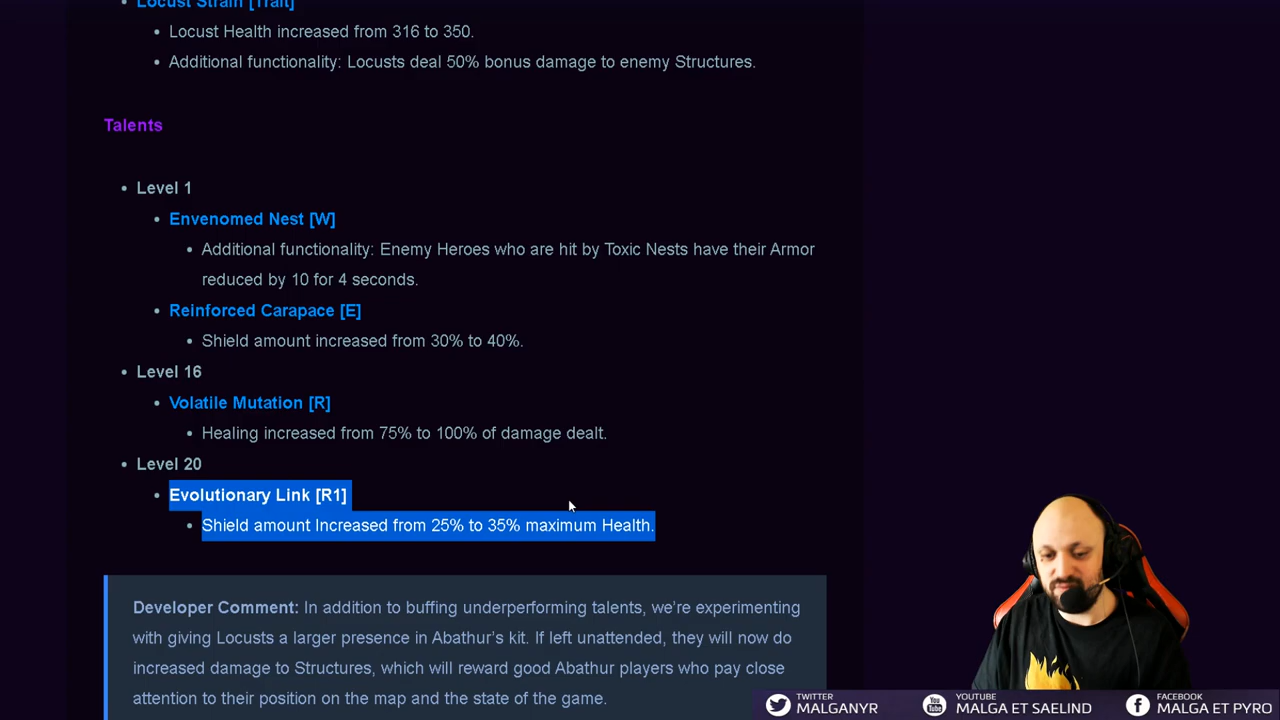 Locust Strain [Trait]
Locust Health increased from 316 to 350.
Additional functionality: Locusts deal 50% bonus damage to enemy Structures.
Talents
Level 1
Envenomed Nest [W]
Additional functionality: Enemy Heroes who are hit by Toxic Nests have their Armor
reduced by 10 for 4 seconds.
Reinforced Carapace [E]
Shield amount increased from 30% to 40%.
Level 16
Volatile Mutation [R]
Healing increased from 75% to 100% of damage dealt.
Level 20
Evolutionary Link [R1]
Shield amount Increased from 25% to 35% maximum Health.
Developer Comment: In addition to buffing underperforming talents, we’re experimenting
with giving Locusts a larger presence in Abathur’s kit. If left unattended, they will now do
increased damage to Structures, which will reward good Abathur players who pay close
attention to their position on the map and the state of the game.
TWITTER
MALGANYR
YOUTUBE
MALGA ET SAELIND
FACEBOOK
MALGA ET PYRO